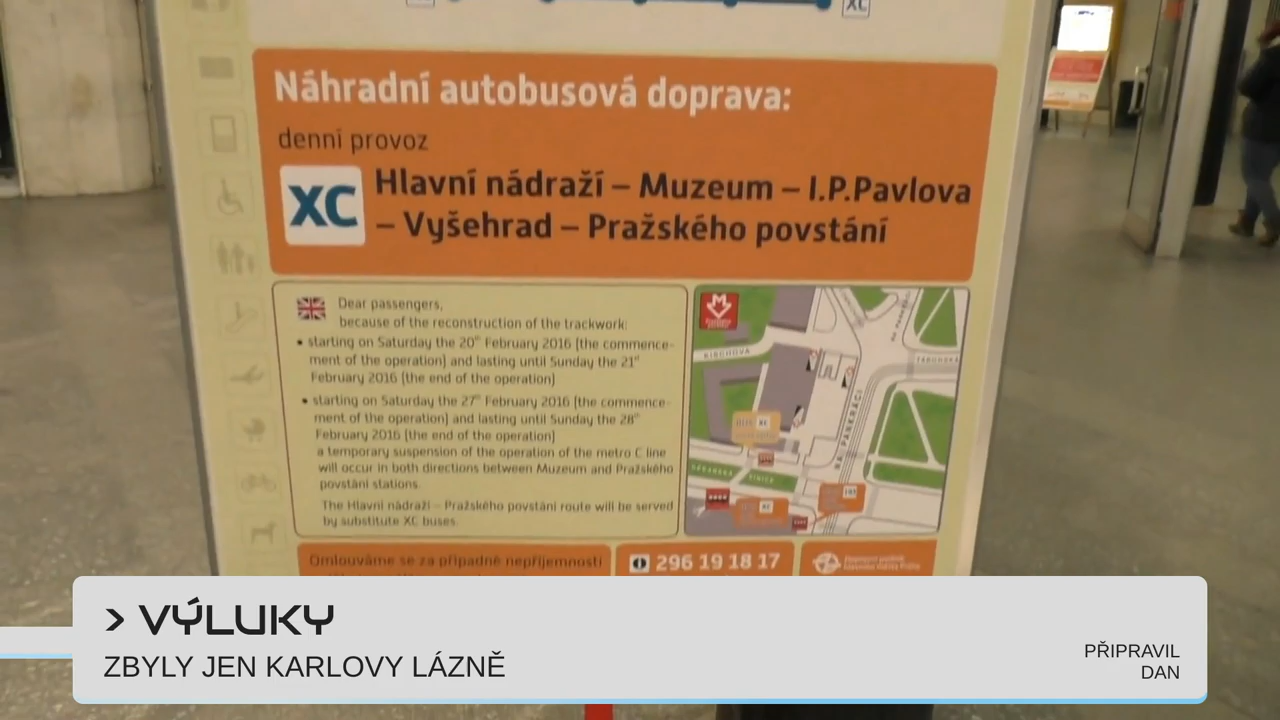 XC
Náhradní autobusová doprava:
denní provoz
XC
Hlavní nádraží – Muzeum – I.P.Pavlova
– Vyšehrad – Pražského povstání
Dear passengers,
because of the reconstruction of the trackwork:
• starting on Saturday the 20th February 2016 (the commence-
ment of the operation) and lasting until Sunday the 21st
February 2016 (the end of the operation)
• starting on Saturday the 27th February 2016 (the commence-
ment of the operation) and lasting until Sunday the 28th
February 2016 (the end of the operation)
a temporary suspension of the operation of the metro C line
will occur in both directions between Muzeum and Pražského
povstání stations.
The Hlavní nádraží – Pražského povstání route will be served
by substitute XC buses.
NA PANKRÁCI
Omlouváme se za případné nepříjemnosti
296 19 18 17
> VÝLUKY
ZBYLY JEN KARLOVY LÁZNĚ
PŘIPRAVIL
DAN